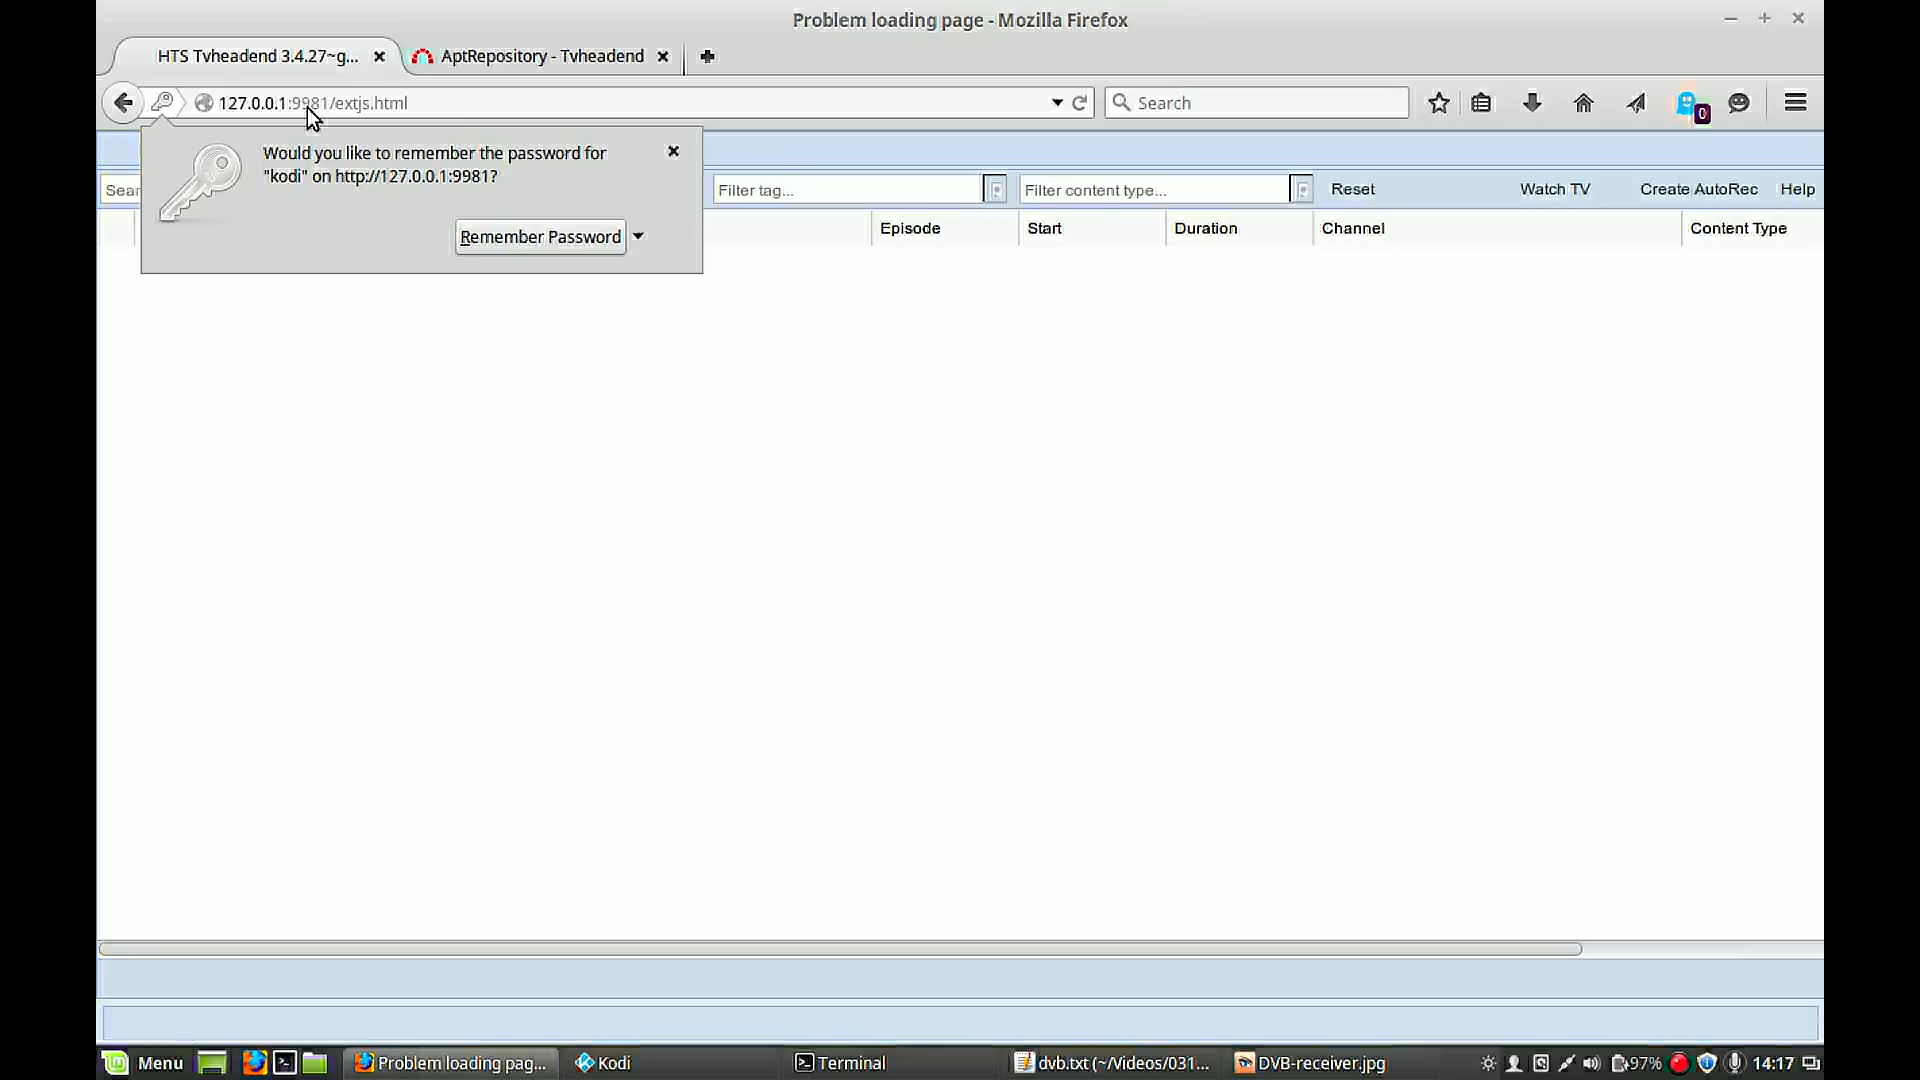 Problem loading page - Mozilla Firefox
HTS Tvheadend 3.4.27~g...
AptRepository - Tvheadend
127.0.0.1:9981/extjs.html
Search
0
Would you like to remember the password for
"kodi" on http://127.0.0.1:9981?
Remember Password
Sear
Filter tag...
Filter content type...
Reset
Watch TV
Create AutoRec
Help
Episode
Start
Duration
Channel
Content Type
Menu
Problem loading pag...
Kodi
Terminal
dvb.txt (~/Videos/031...
DVB-receiver.jpg
97%
14:17